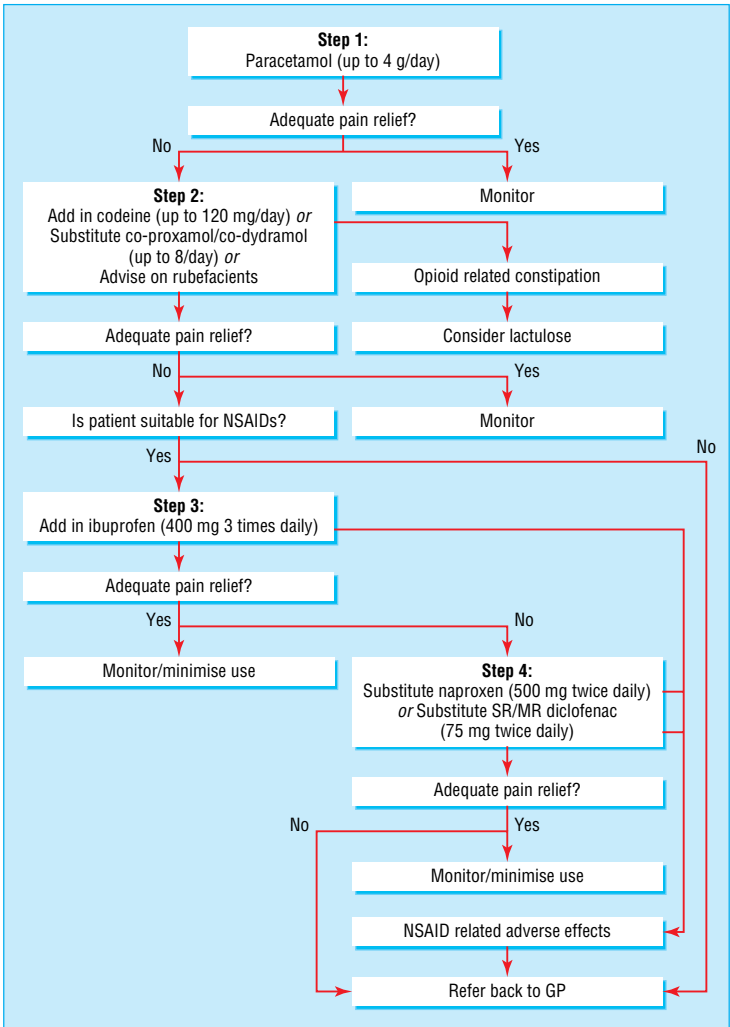 Step 1:
Paracetamol (up to 4 g/day)
Adequate pain relief?
No
Yes
Step 2:
Add in codeine (up to 120 mg/day) or
Substitute co-proxamol/co-dydramol
(up to 8/day) or
Advise on rubefacients
Monitor
Opioid related constipation
Adequate pain relief?
Consider lactulose
No
Yes
Is patient suitable for NSAIDs?
Monitor
No
Yes
Step 3:
Add in ibuprofen (400 mg 3 times daily)
Adequate pain relief?
Yes
No
Monitor/minimise use
Step 4:
Substitute naproxen (500 mg twice daily)
or Substitute SR/MR diclofenac
(75 mg twice daily)
Adequate pain relief?
No
Yes
Monitor/minimise use
NSAID related adverse effects
Refer back to GP